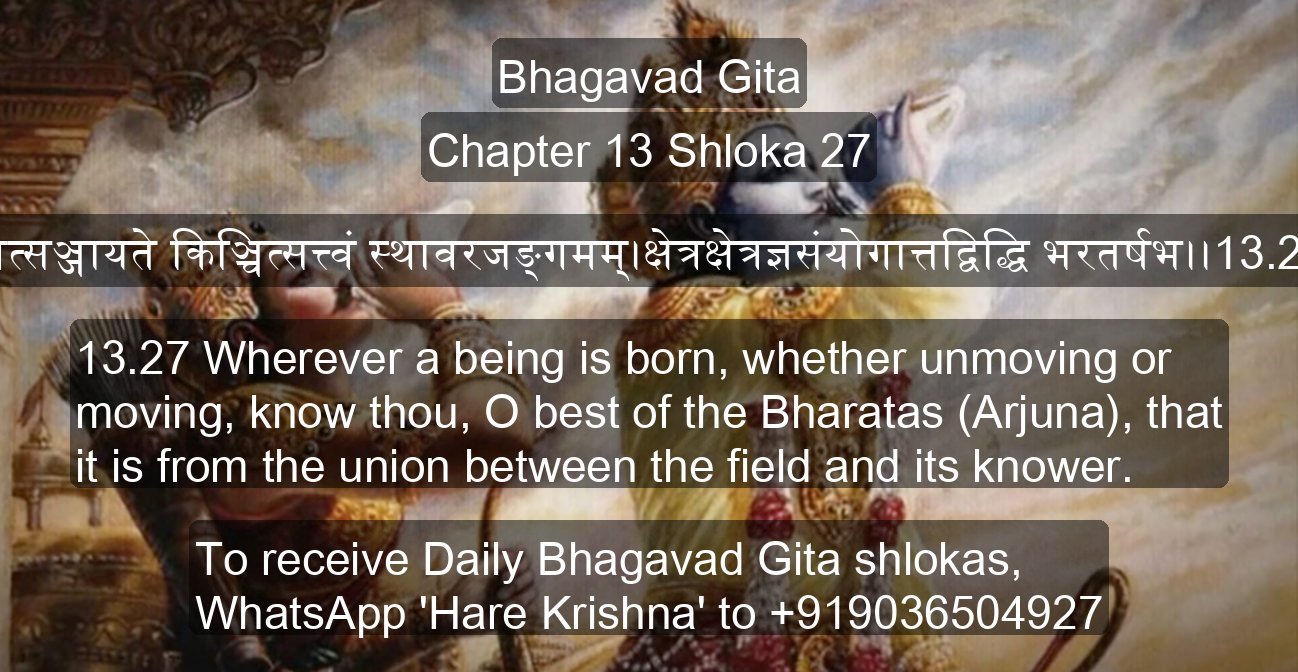 Bhagavad Gita
Chapter 13 Shloka 27
त्सञ्जायते किञ्चित्सत्त्वं स्थावरजङ्गमम्।क्षेत्रक्षेत्रज्ञसंयोगात्तद्विद्धि भरतर्षभ।।13.2
13.27 Wherever a being is born, whether unmoving or
moving, know thou, O best of the Bharatas (Arjuna), that
it is from the union between the field and its knower.
To receive Daily Bhagavad Gita shlokas,
WhatsApp 'Hare Krishna' to +919036504927